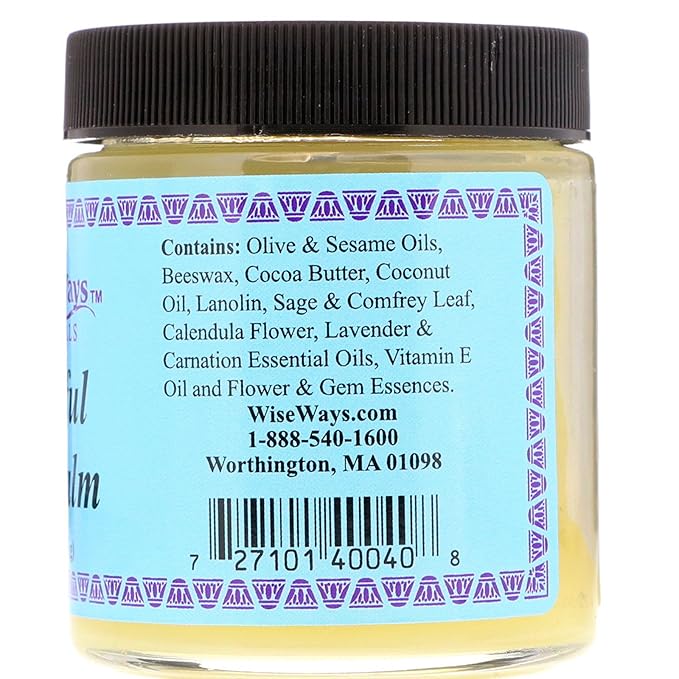 Contains: Olive & Sesame Oils,
Beeswax, Cocoa Butter, Coconut
Oil, Lanolin, Sage & Comfrey Leaf,
Calendula Flower, Lavender &
Carnation Essential Oils, Vitamin E
Oil and Flower & Gem Essences.
WiseWays.com
1-888-540-1600
Worthington, MA 01098
7 27101 40040 8